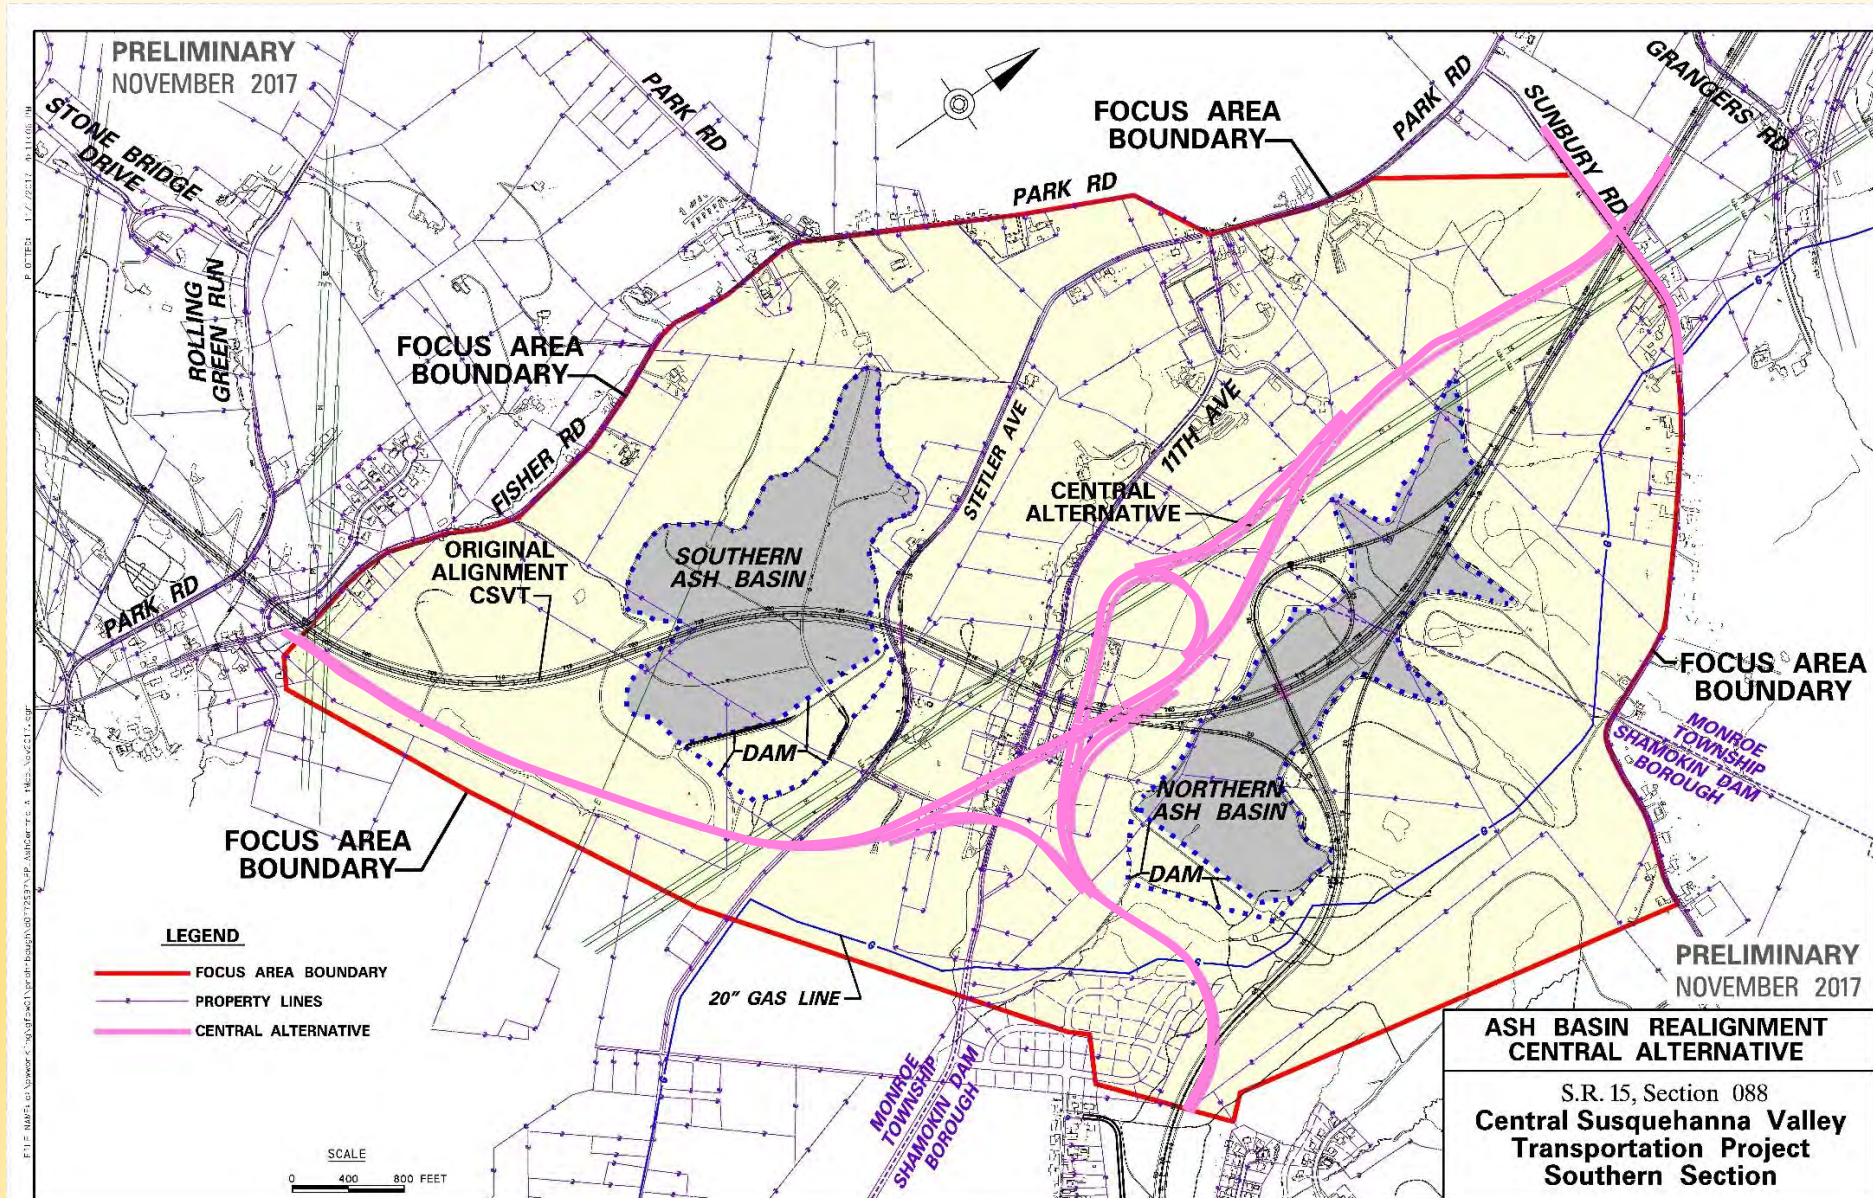 PRELIMINARY
NOVEMBER 2017
STONE BRIDGE
DRIVE
PARK RD
FOCUS AREA
BOUNDARY
PARK RD
SUNBURY RD
GRANGERS RD
PARK RD
ROLLING
GREEN RUN
FOCUS AREA
BOUNDARY
FISHER RD
STETLER AVE
11TH AVE
CENTRAL
ALTERNATIVE
ORIGINAL
ALIGNMENT
CSVT
SOUTHERN
ASH BASIN
PARK RD
FOCUS AREA
BOUNDARY
MONROE
TOWNSHIP
SHAMOKIN DAM
BOROUGH
DAM
NORTHERN
ASH BASIN
DAM
FOCUS AREA
BOUNDARY
LEGEND
FOCUS AREA BOUNDARY
PROPERTY LINES
CENTRAL ALTERNATIVE
20" GAS LINE
MONROE
TOWNSHIP
SHAMOKIN DAM
BOROUGH
SCALE
0 400 800 FEET
PRELIMINARY
NOVEMBER 2017
ASH BASIN REALIGNMENT
CENTRAL ALTERNATIVE
S.R. 15, Section 088
Central Susquehanna Valley
Transportation Project
Southern Section